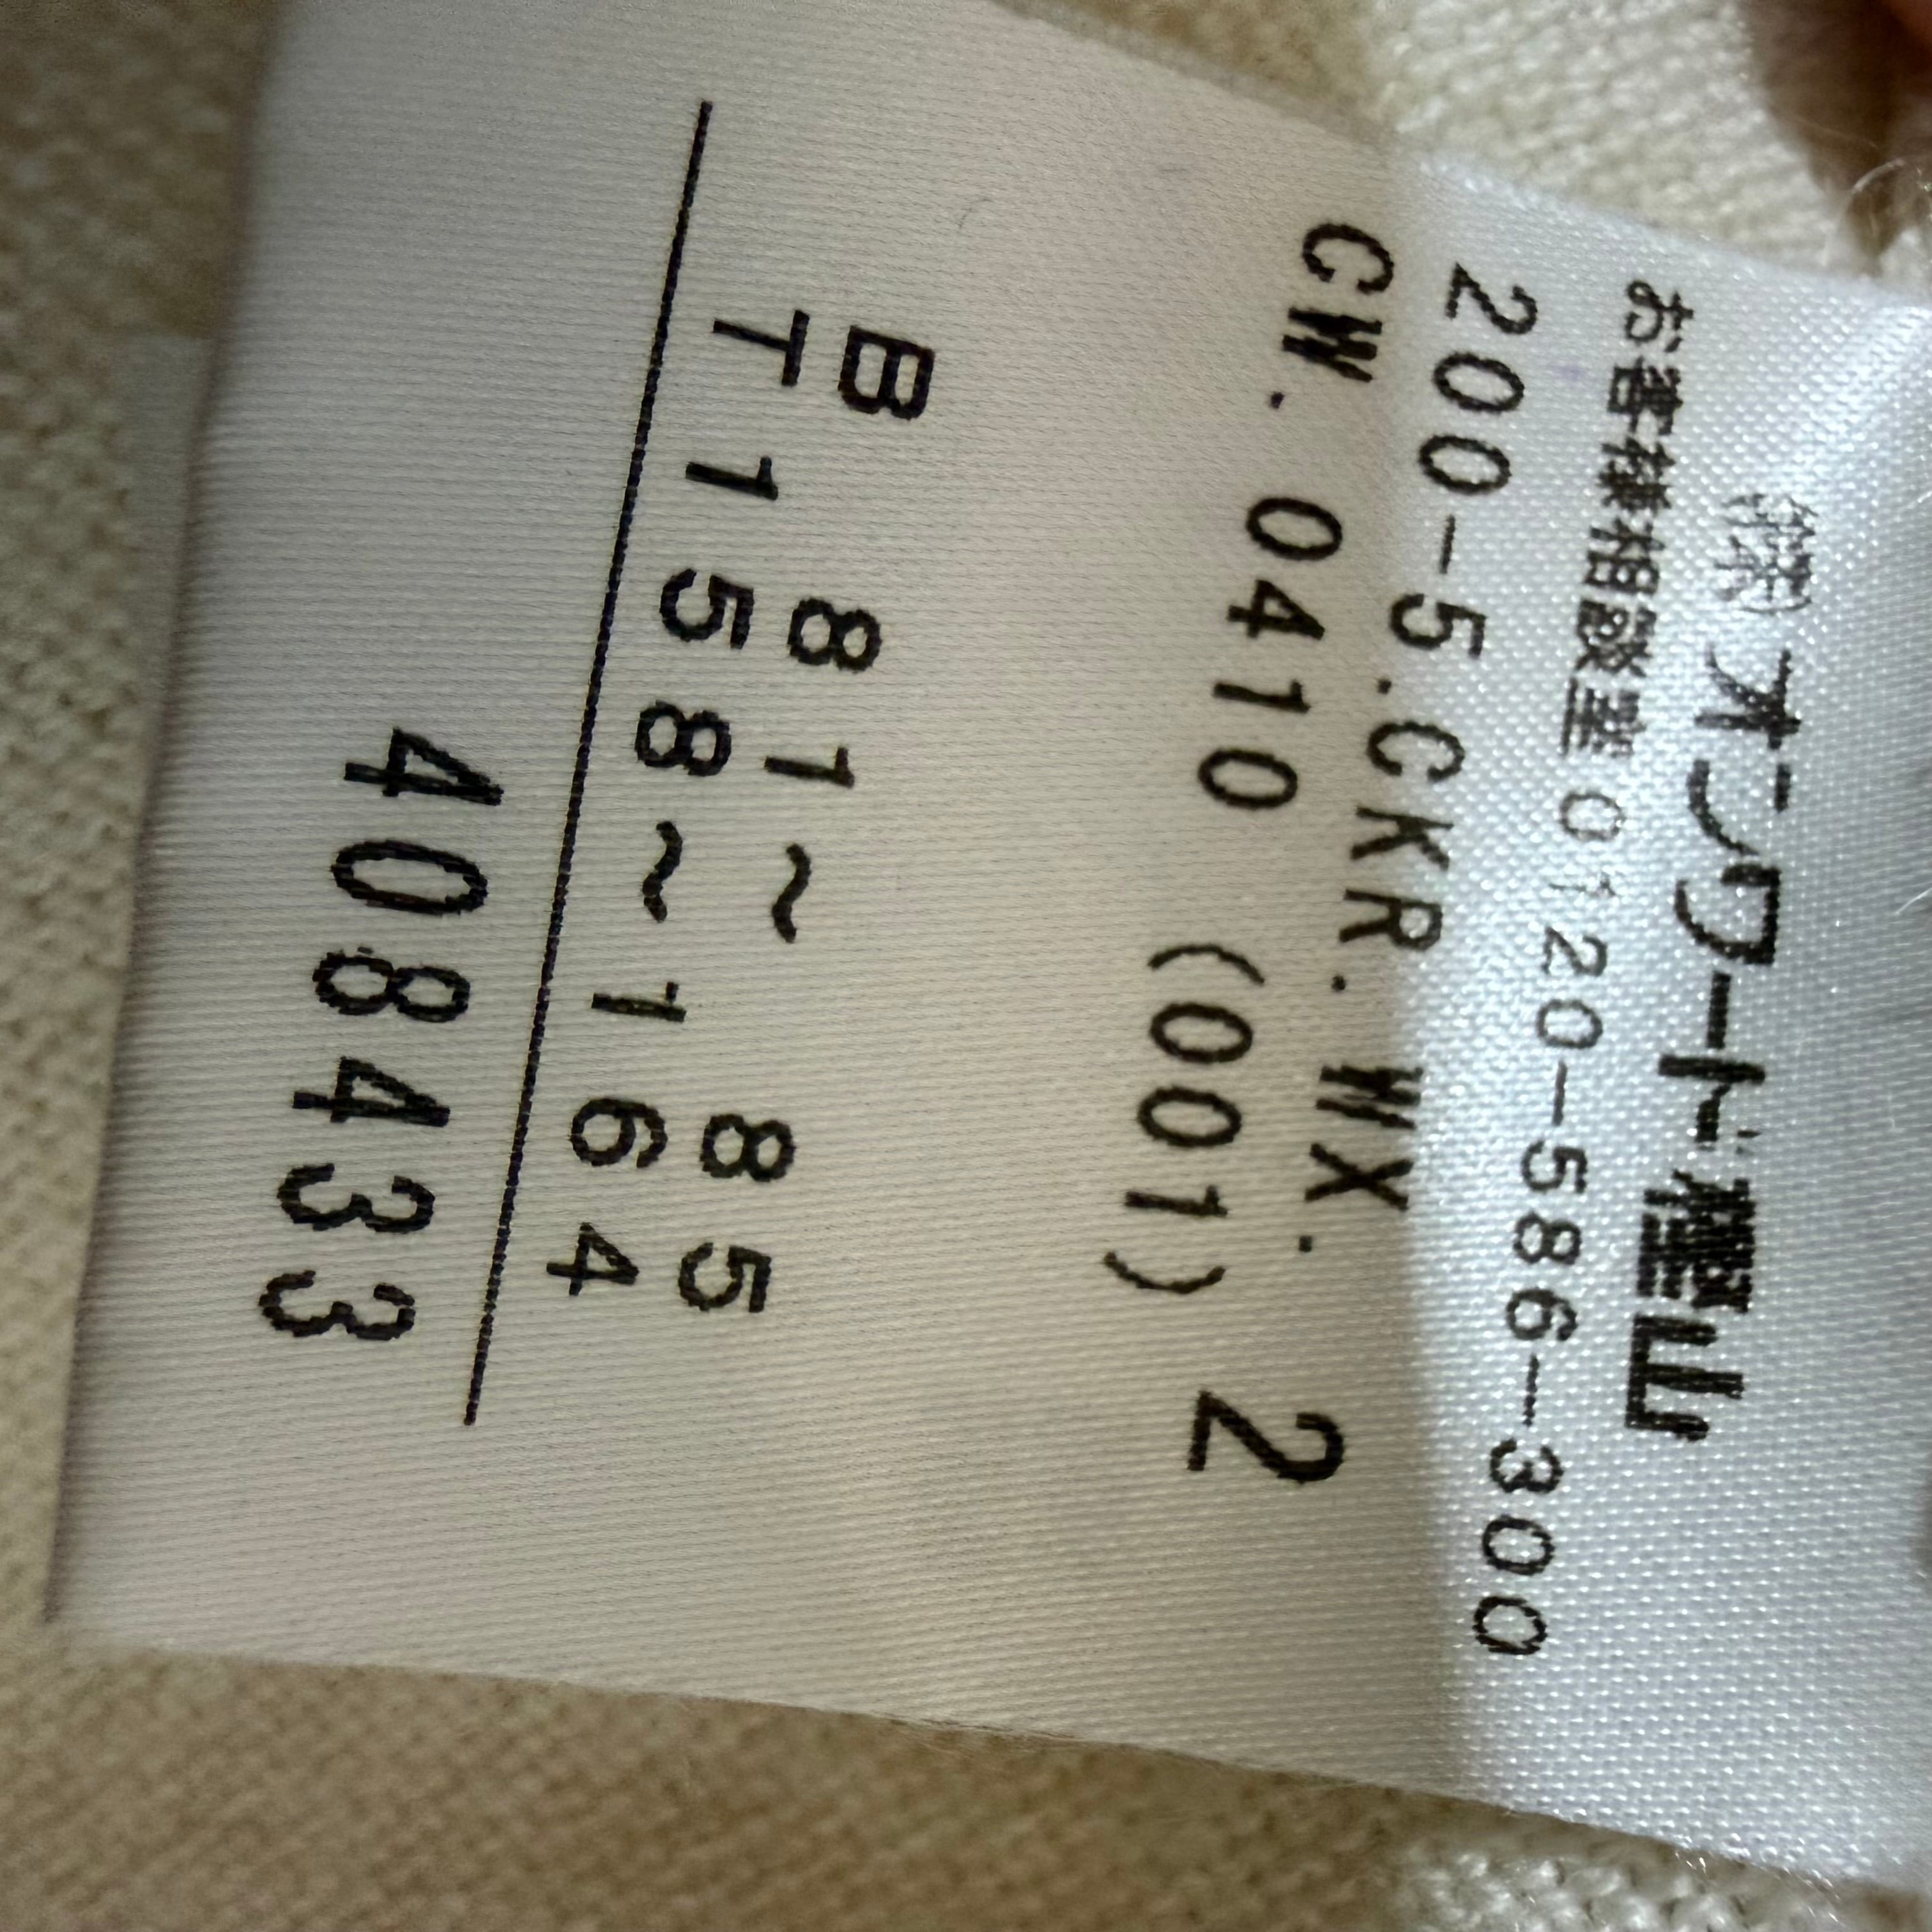 (株)オンワード樫山
お客様相談室0120-586-300
200-5.CKR.WX.
CW.0410 (001) 2
B 81~ 85
T158~164
408433